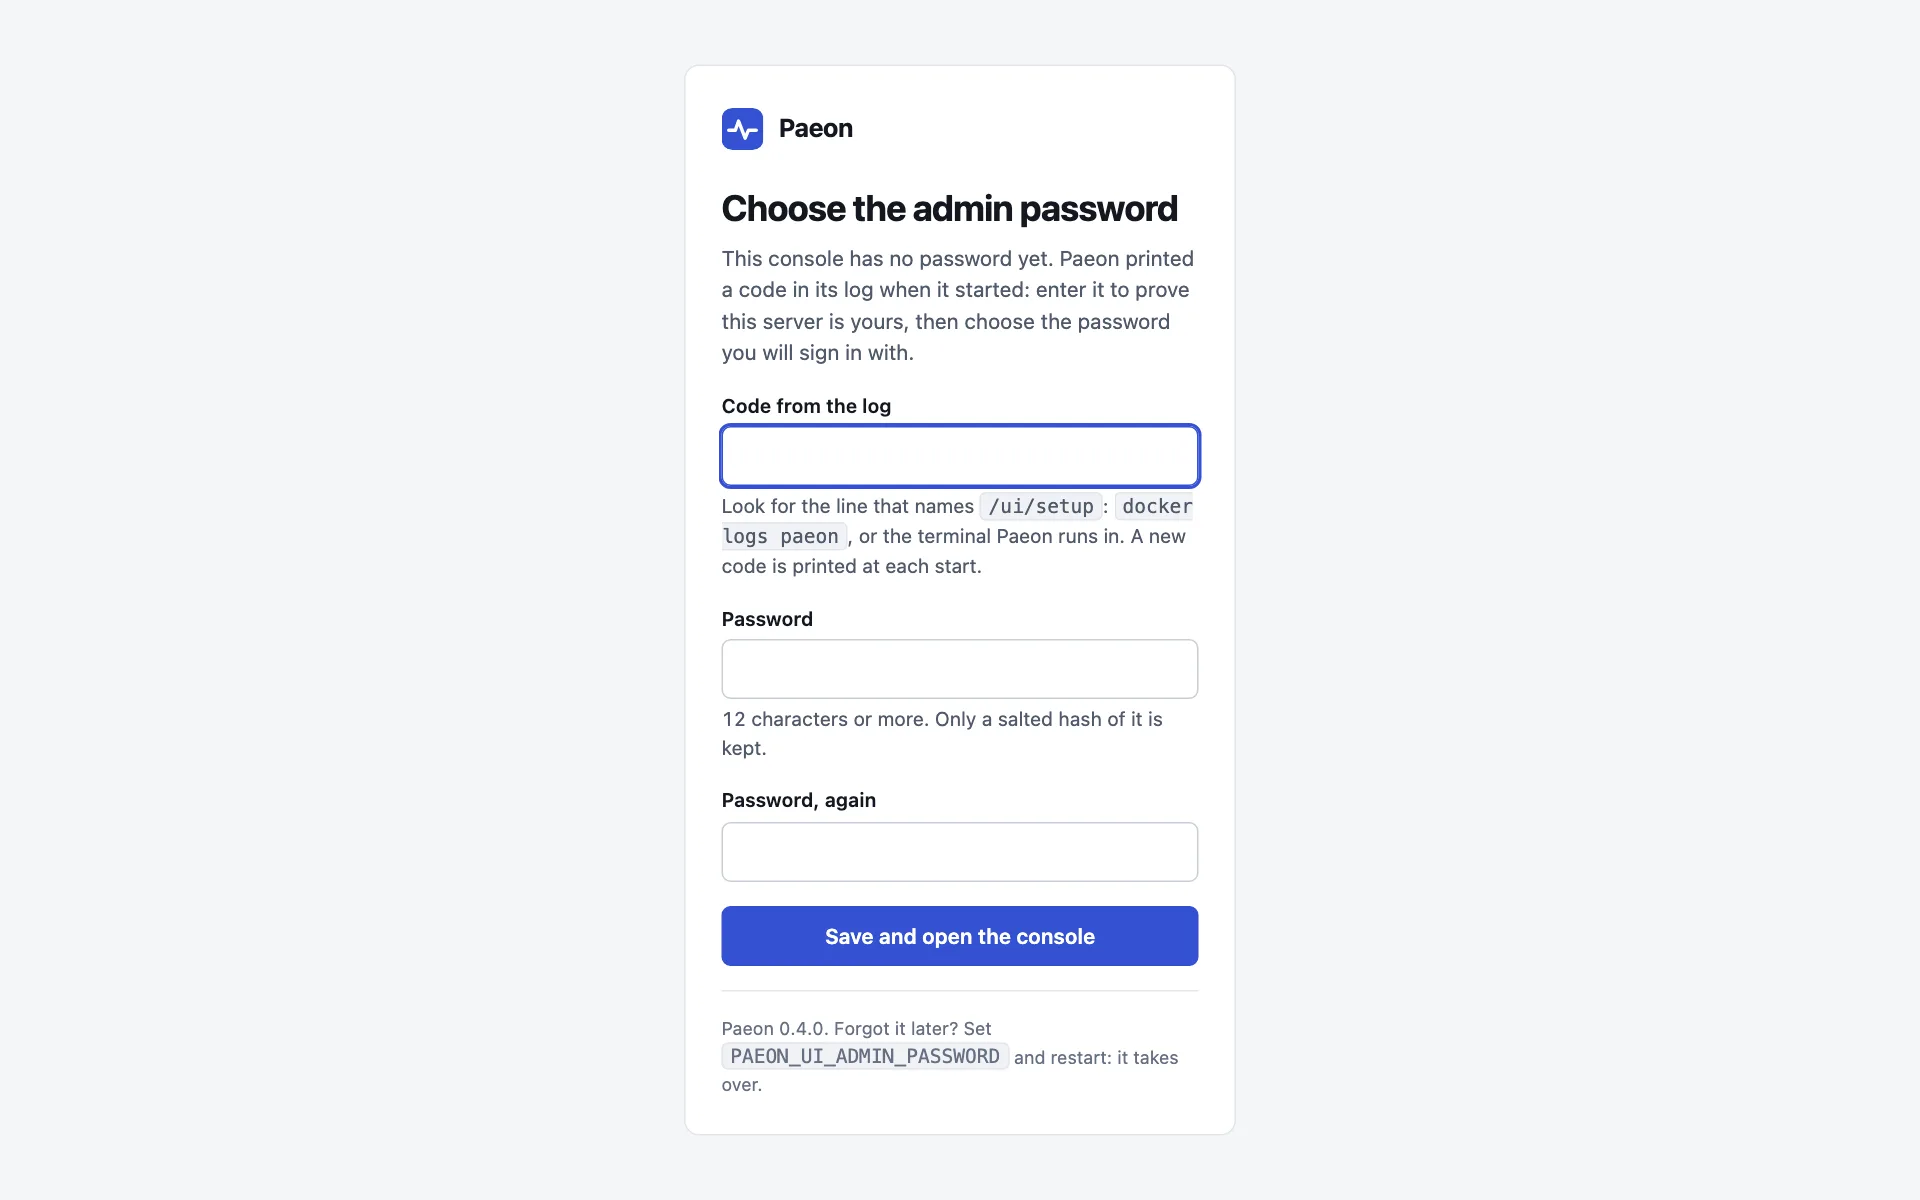 Paeon
Choose the admin password
This console has no password yet. Paeon printed
a code in its log when it started: enter it to prove
this server is yours, then choose the password
you will sign in with.
Code from the log
Look for the line that names /ui/setup : docker
logs paeon , or the terminal Paeon runs in. A new
code is printed at each start.
Password
12 characters or more. Only a salted hash of it is
kept.
Password, again
Save and open the console
Paeon 0.4.0. Forgot it later? Set
PAEON_UI_ADMIN_PASSWORD and restart: it takes
over.